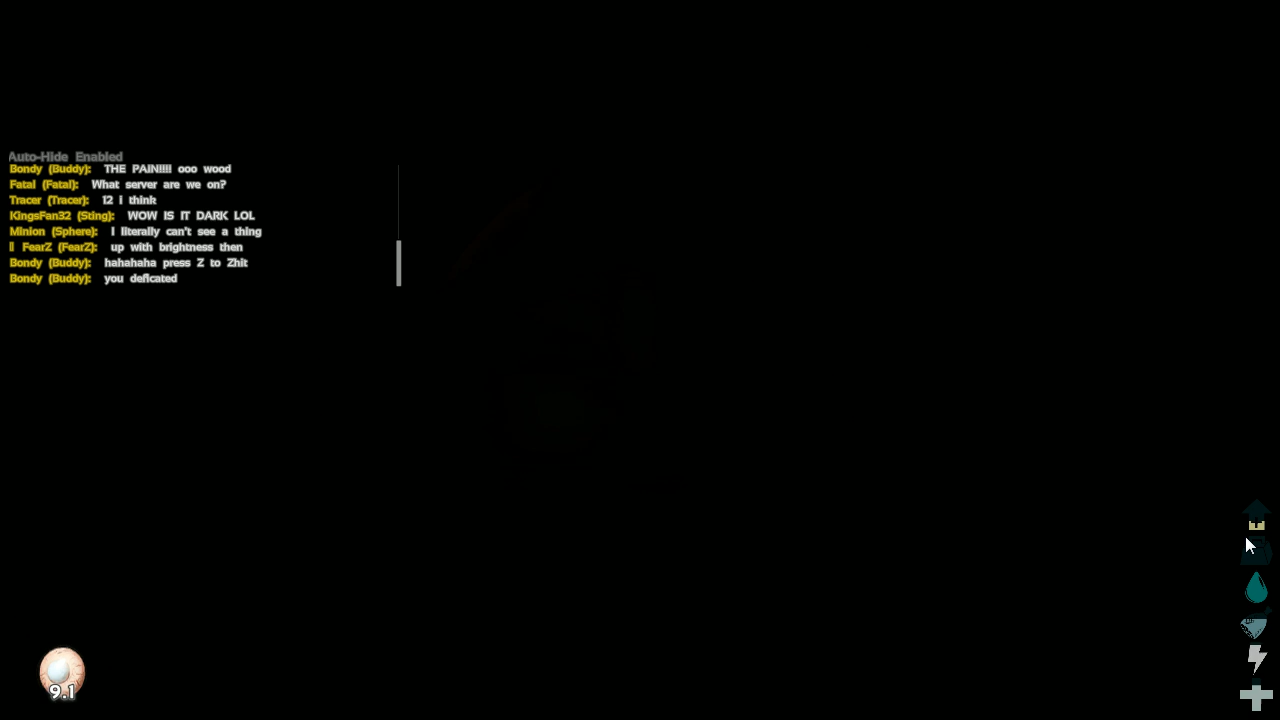 Auto-Hide Enabled
Bondy (Buddy): THE PAIN!!!! ooo wood
Fatal (Fatal): What server are we on?
Tracer (Tracer): 12 i think
KingsFan32 (Sting): WOW IS IT DARK LOL
Minion (Sphere): I literally can't see a thing
FearZ (FearZ): up with brightness then
Bondy (Buddy): hahahaha press Z to Zhit
Bondy (Buddy): you deficated
9.1